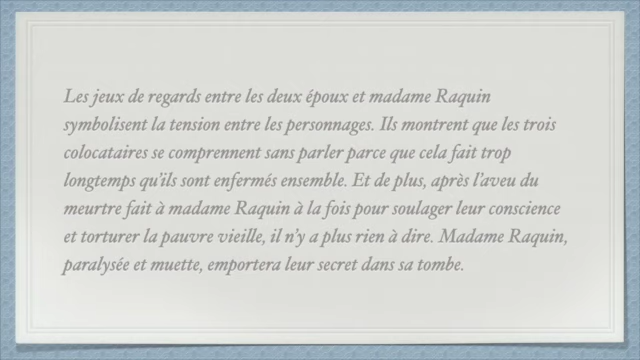 Les jeux de regards entre les deux époux et madame Raquin
symbolisent la tension entre les personnages. Ils montrent que les trois
colocataires se comprennent sans parler parce que cela fait trop
longtemps qu'ils sont enfermés ensemble. Et de plus, après l'aveu du
meurtre fait à madame Raquin à la fois pour soulager leur conscience
et torturer la pauvre vieille, il n'y a plus rien à dire. Madame Raquin,
paralysée et muette, emportera leur secret dans sa tombe.